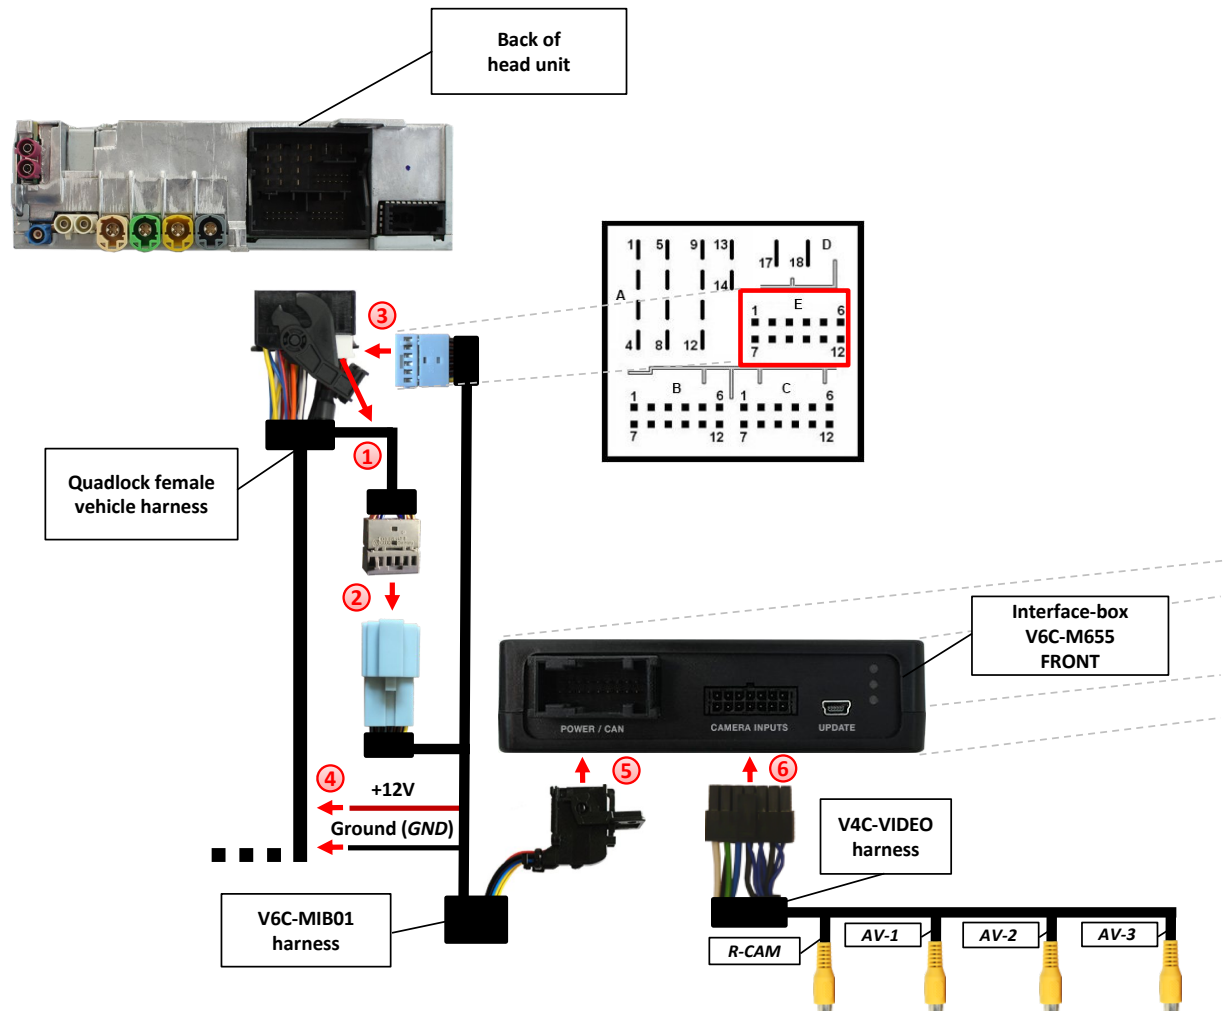 Back of
head unit
1 5 9 13
17 18 D
14
A
E
1 6
4 8 12
7 12
B C
1 6 1 6
7 12 7 12
3
1
Quadlock female
vehicle harness
2
Interface-box
V6C-M655
FRONT
POWER / CAN
CAMERA INPUTS
UPDATE
4
+12V
5
6
Ground (GND)
V4C-VIDEO
harness
V6C-MIB01
harness
R-CAM
AV-1
AV-2
AV-3